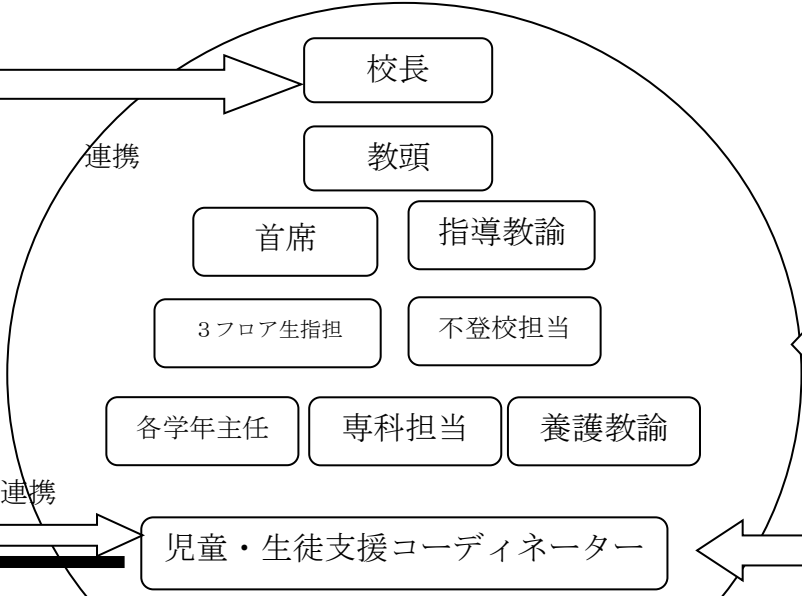 校長
連携
教頭
首席
指導教諭
3フロア生指担
不登校担当
各学年主任
専科担当
養護教諭
連携
児童・生徒支援コーディネーター